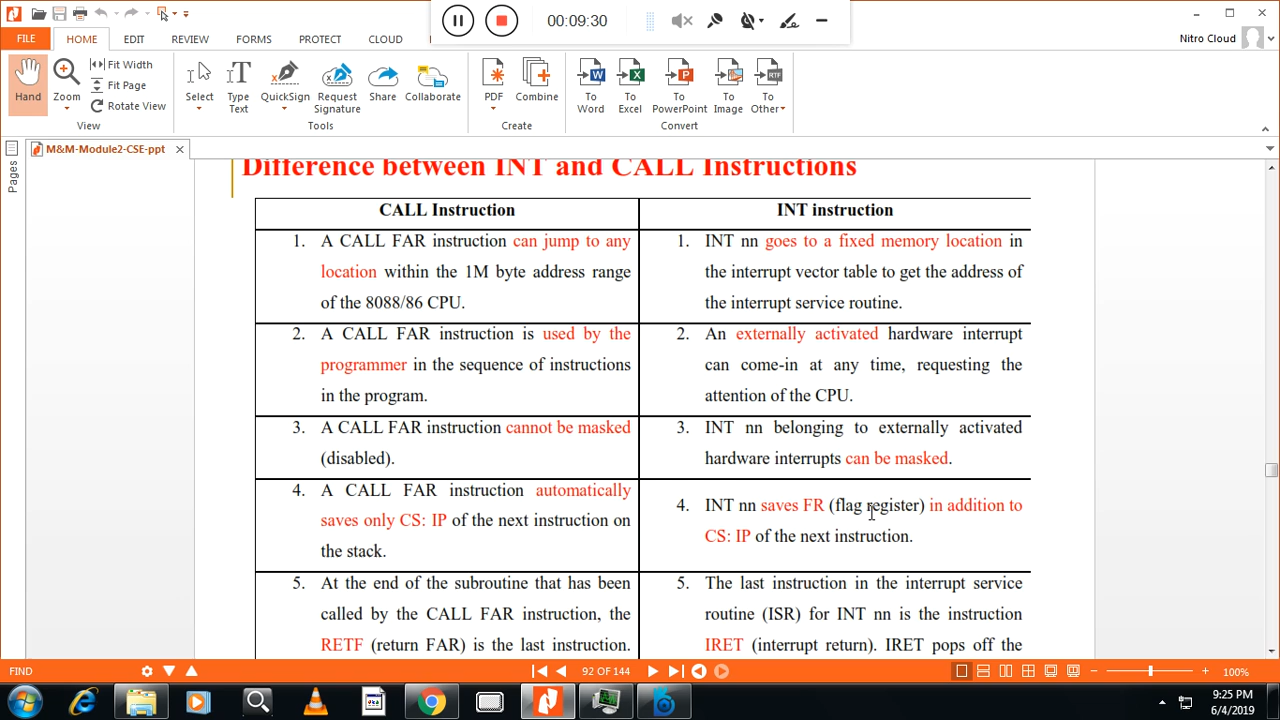 00:09:30
FILE HOME EDIT REVIEW FORMS PROTECT CLOUD
Nitro Cloud
Hand
Zoom
Fit Width
Fit Page
Rotate View
Select
Type Text
QuickSign
Request Signature
Share
Collaborate
PDF
Combine
To Word
To Excel
To PowerPoint
To Image
To Other
View
Tools
Create
Convert
M&M-Module2-CSE-ppt
Pages
Difference between INT and CALL Instructions
CALL Instruction
INT instruction
1. A CALL FAR instruction can jump to any
location within the 1M byte address range
of the 8088/86 CPU.
1. INT nn goes to a fixed memory location in
the interrupt vector table to get the address of
the interrupt service routine.
2. A CALL FAR instruction is used by the
programmer in the sequence of instructions
in the program.
2. An externally activated hardware interrupt
can come-in at any time, requesting the
attention of the CPU.
3. A CALL FAR instruction cannot be masked
(disabled).
3. INT nn belonging to externally activated
hardware interrupts can be masked.
4. A CALL FAR instruction automatically
saves only CS: IP of the next instruction on
the stack.
4. INT nn saves FR (flag register) in addition to
CS: IP of the next instruction.
5. At the end of the subroutine that has been
called by the CALL FAR instruction, the
RETF (return FAR) is the last instruction.
5. The last instruction in the interrupt service
routine (ISR) for INT nn is the instruction
IRET (interrupt return). IRET pops off the
FIND
92 OF 144
100%
9:25 PM
6/4/2019